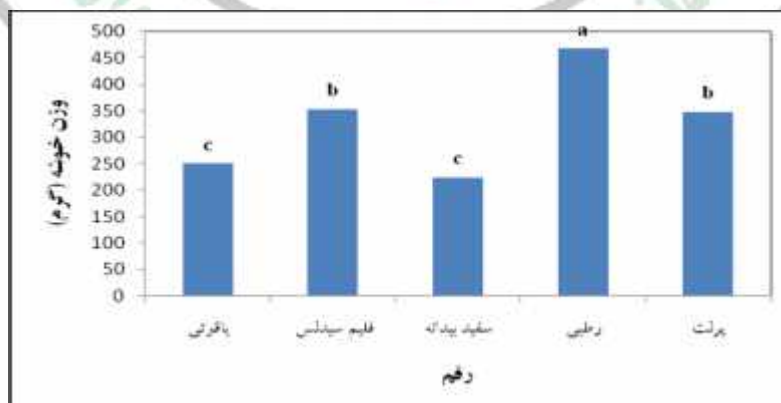 500
a
450
400
b
b
350
300
c
c
250
200
150
100
50
0
وزن خوشه (گرم)
یاقوتی
فلیم سیدلس
سفید بیدانه
رطبی
پرلت
رقم